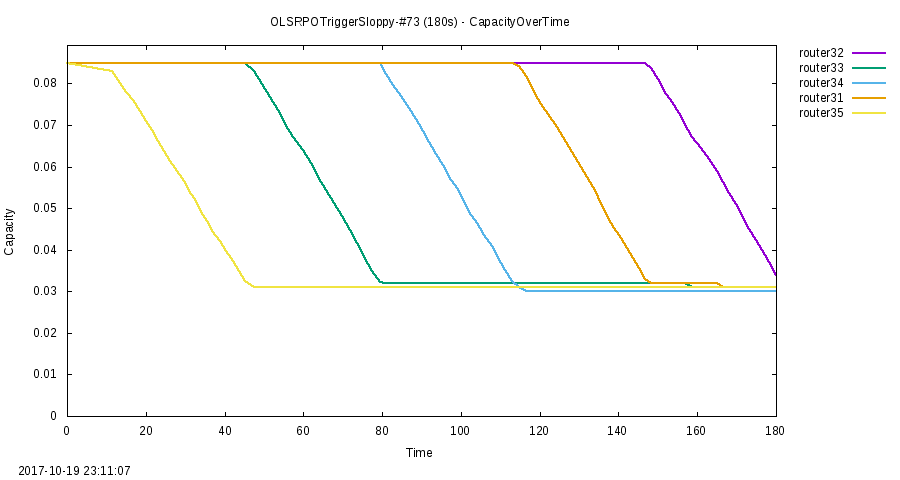 OLSRPOTriggerSloppy-#73 (180s) - CapacityOverTime
router32
router33
router34
router31
router35
0.08
0.07
0.06
0.05
0.04
0.03
0.02
0.01
0
Capacity
0 20 40 60 80 100 120 140 160 180
Time
2017-10-19 23:11:07